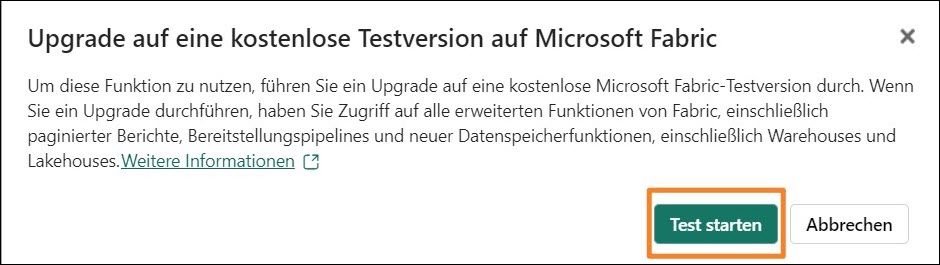 Upgrade auf eine kostenlose Testversion auf Microsoft Fabric
Um diese Funktion zu nutzen, führen Sie ein Upgrade auf eine kostenlose Microsoft Fabric-Testversion durch. Wenn
Sie ein Upgrade durchführen, haben Sie Zugriff auf alle erweiterten Funktionen von Fabric, einschließlich
paginierter Berichte, Bereitstellungspipelines und neuer Datenspeicherfunktionen, einschließlich Warehouses und
Lakehouses.Weitere Informationen
Test starten
Abbrechen